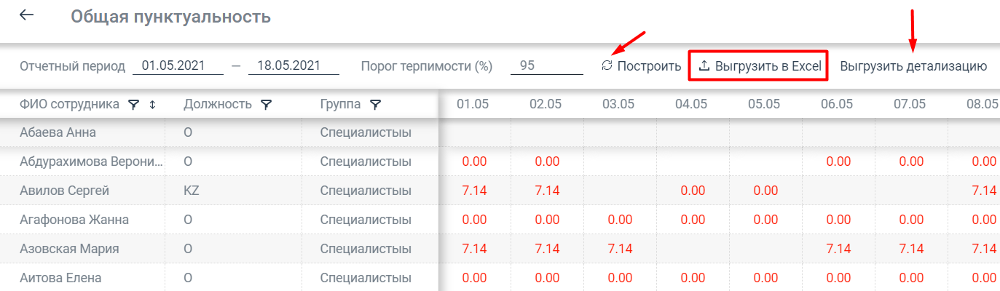 Общая пунктуальность
Отчетный период 01.05.2021 — 18.05.2021 Порог терпимости (%) 95 Построить Выгрузить в Excel Выгрузить детализацию
ФИО сотрудника Должность Группа 01.05 02.05 03.05 04.05 05.05 06.05 07.05 08.05
Абаева Анна О Специалистыы
Абдурахимова Верони... О Специалистыы 0.00 0.00 0.00 0.00 0.00
Авилов Сергей KZ Специалистыы 7.14 7.14 0.00 0.00 7.14
Агафонова Жанна О Специалистыы 0.00 0.00 0.00 0.00 0.00 0.00 0.00 0.00
Азовская Мария О Специалистыы 7.14 7.14 7.14 7.14 7.14 7.14
Аитова Елена О Специалистыы 0.00 0.00 0.00 0.00 0.00 0.00 0.00 0.00